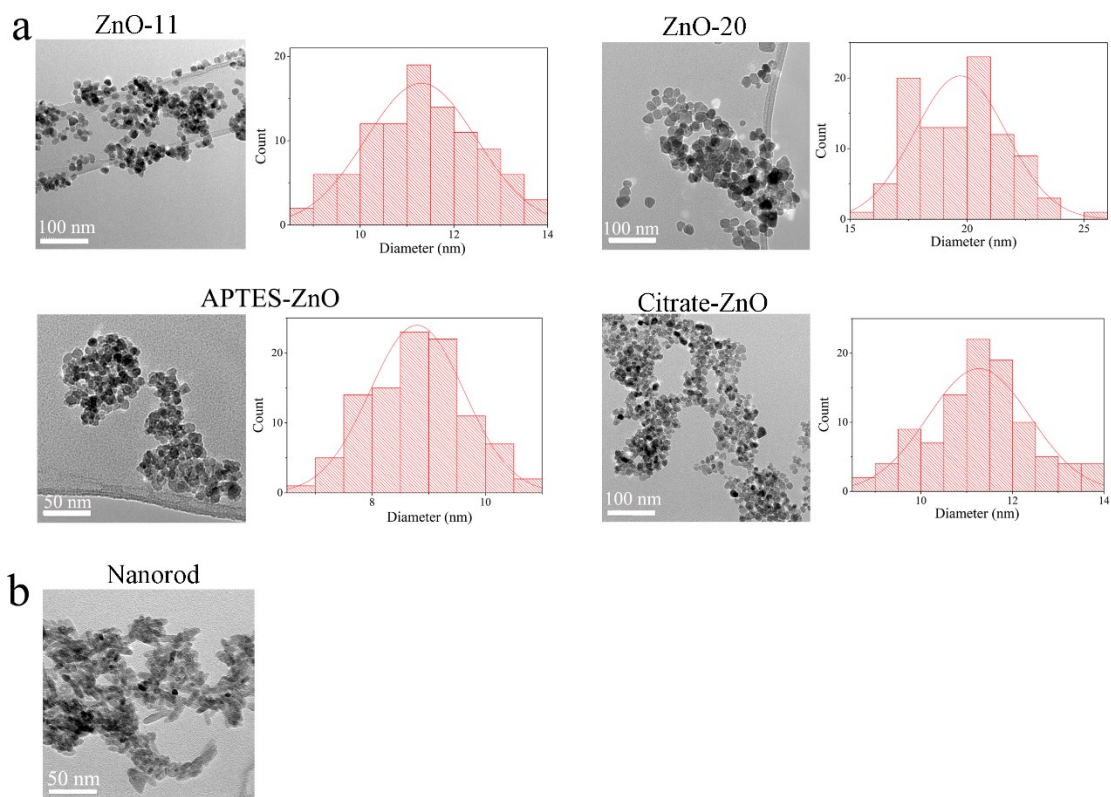 a
ZnO-11
100 nm
Count
20
10
0
10
12
14
Diameter (nm)
ZnO-20
100 nm
Count
20
10
0
15
20
25
Diameter (nm)
APTES-ZnO
50 nm
Count
20
10
0
8
10
Diameter (nm)
Citrate-ZnO
100 nm
Count
20
10
0
10
12
14
Diameter (nm)
b
Nanorod
50 nm